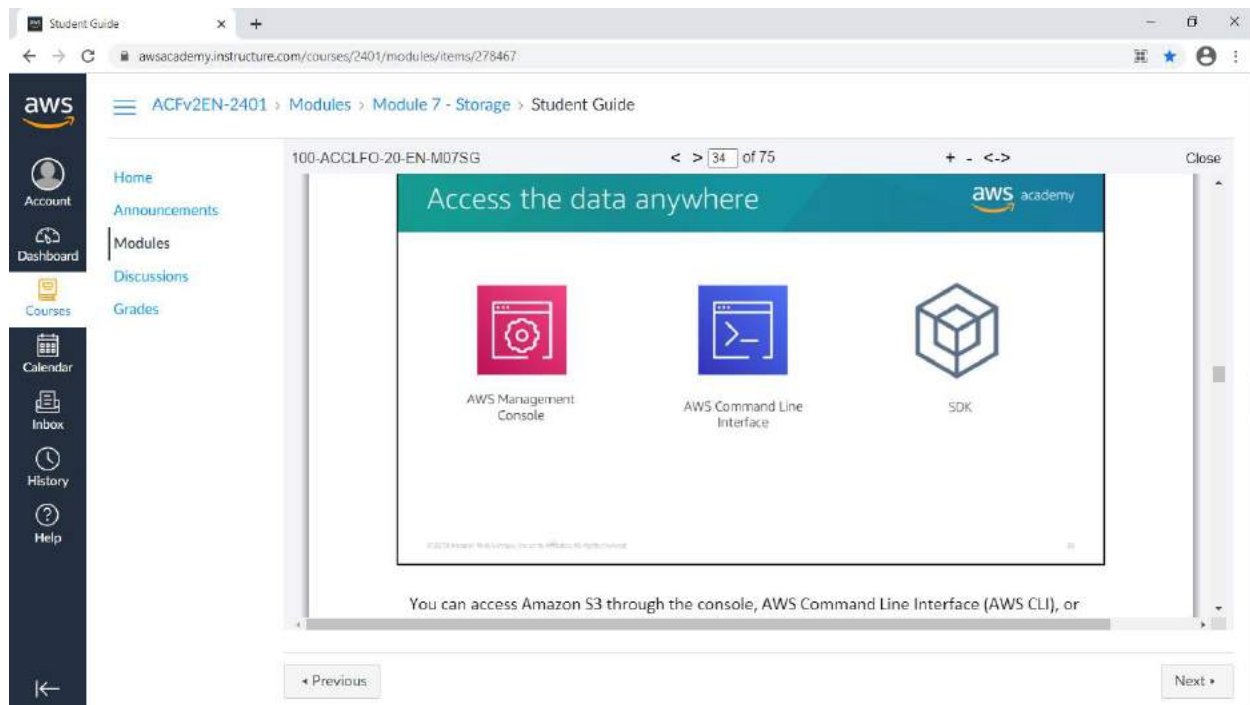 Student Guide
awsacademy.instructure.com/courses/2401/modules/items/278467
aws
ACFv2EN-2401 > Modules > Module 7 - Storage > Student Guide
Account
Dashboard
Courses
Calendar
Inbox
History
Help
Home
Announcements
Modules
Discussions
Grades
100-ACCLFO-20-EN-M07SG < > 34 of 75 + - <-> Close
Access the data anywhere
aws academy
AWS Management
Console
AWS Command Line
Interface
SDK
You can access Amazon S3 through the console, AWS Command Line Interface (AWS CLI), or
◂ Previous
Next ▸